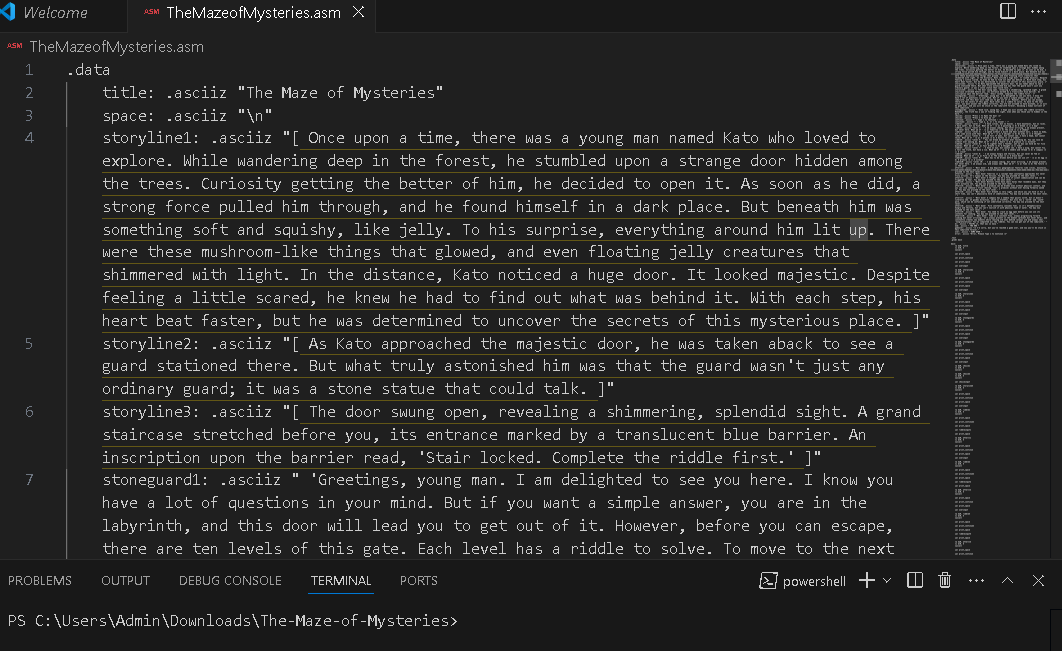 Welcome
ASM TheMazeofMysteries.asm
ASM TheMazeofMysteries.asm
1 .data
2 title: .asciiz "The Maze of Mysteries"
3 space: .asciiz "\n"
4 storyline1: .asciiz "[ Once upon a time, there was a young man named Kato who loved to
explore. While wandering deep in the forest, he stumbled upon a strange door hidden among
the trees. Curiosity getting the better of him, he decided to open it. As soon as he did, a
strong force pulled him through, and he found himself in a dark place. But beneath him was
something soft and squishy, like jelly. To his surprise, everything around him lit up. There
were these mushroom-like things that glowed, and even floating jelly creatures that
shimmered with light. In the distance, Kato noticed a huge door. It looked majestic. Despite
feeling a little scared, he knew he had to find out what was behind it. With each step, his
heart beat faster, but he was determined to uncover the secrets of this mysterious place. ]"
5 storyline2: .asciiz "[ As Kato approached the majestic door, he was taken aback to see a
guard stationed there. But what truly astonished him was that the guard wasn't just any
ordinary guard; it was a stone statue that could talk. ]"
6 storyline3: .asciiz "[ The door swung open, revealing a shimmering, splendid sight. A grand
staircase stretched before you, its entrance marked by a translucent blue barrier. An
inscription upon the barrier read, 'Stair locked. Complete the riddle first.' ]"
7 stoneguard1: .asciiz " 'Greetings, young man. I am delighted to see you here. I know you
have a lot of questions in your mind. But if you want a simple answer, you are in the
labyrinth, and this door will lead you to get out of it. However, before you can escape,
there are ten levels of this gate. Each level has a riddle to solve. To move to the next
PROBLEMS OUTPUT DEBUG CONSOLE TERMINAL PORTS powershell
PS C:\Users\Admin\Downloads\The-Maze-of-Mysteries>